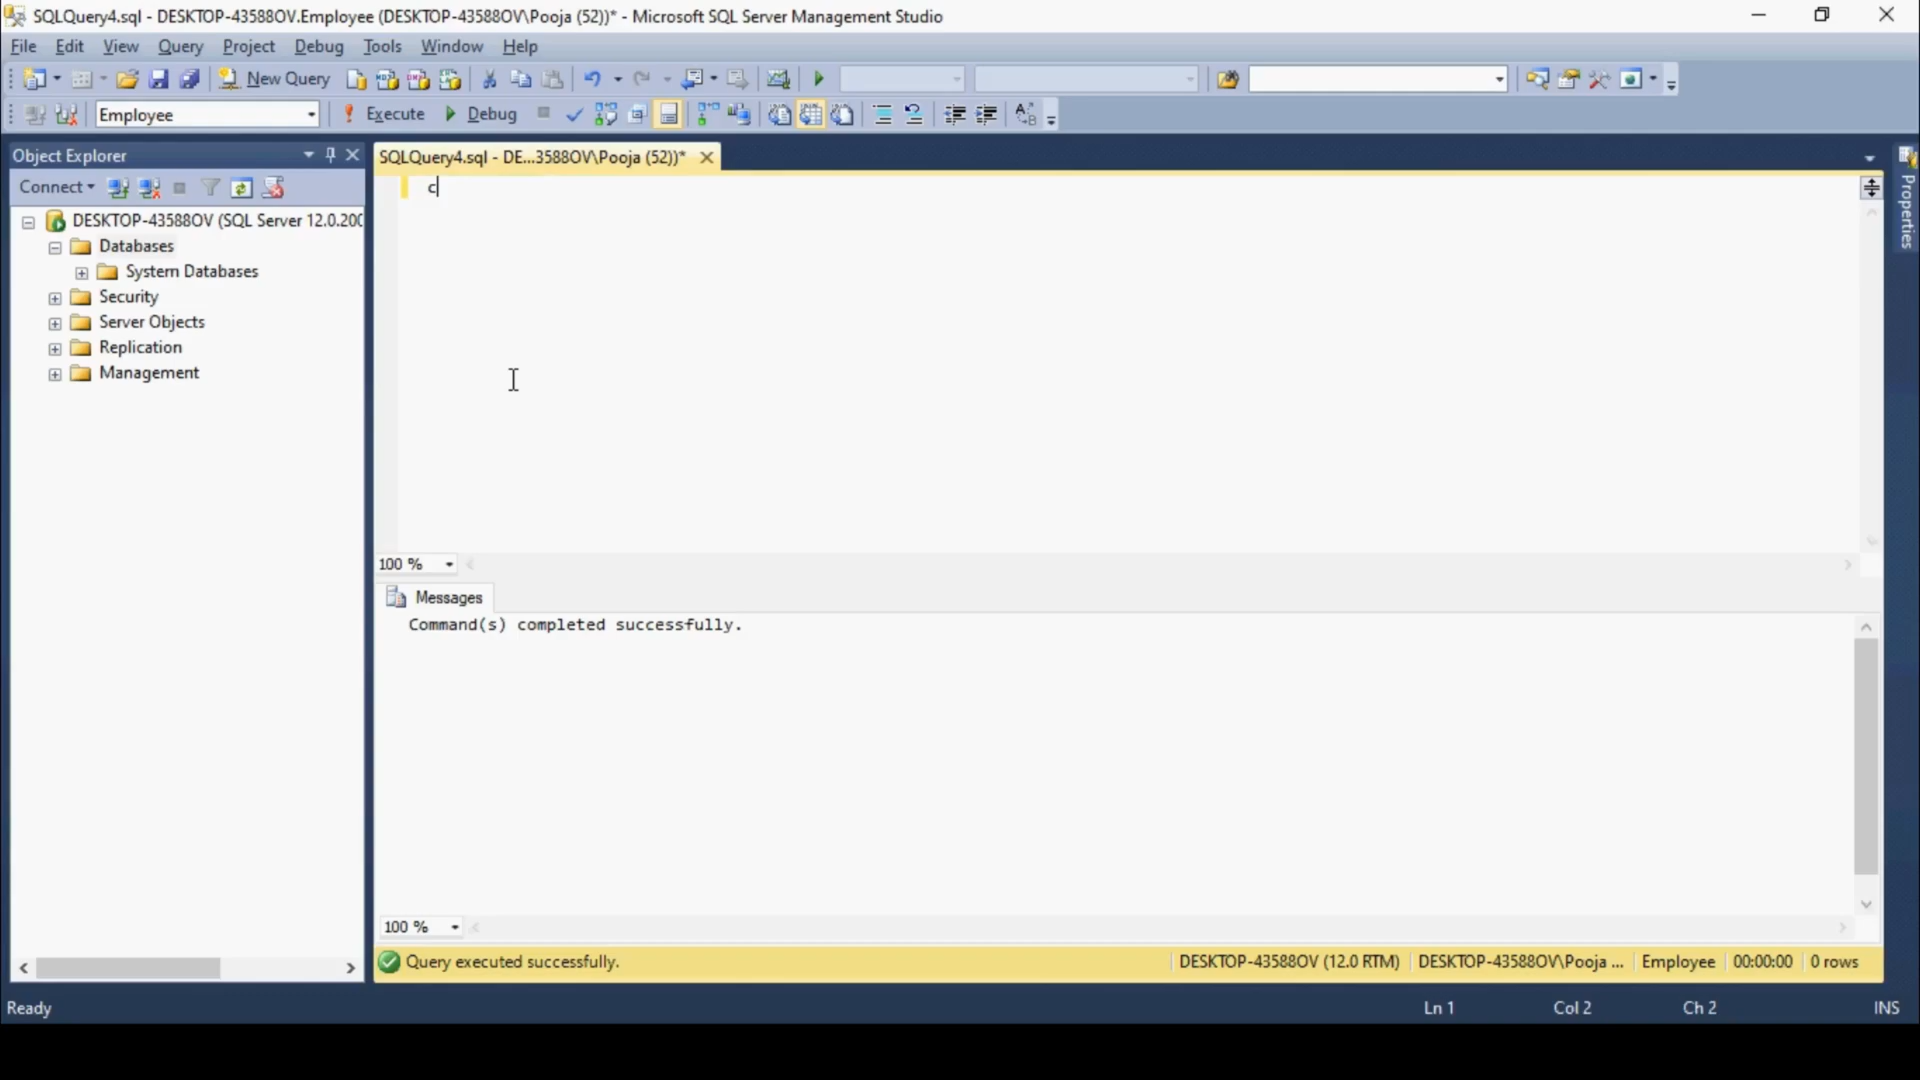 SQLQuery4.sql - DESKTOP-43588OV.Employee (DESKTOP-43588OV\Pooja (52))* - Microsoft SQL Server Management Studio
File Edit View Query Project Debug Tools Window Help
New Query
Employee Execute Debug
Object Explorer
SQLQuery4.sql - DE...3588OV\Pooja (52))*
Properties
Connect
c
DESKTOP-43588OV (SQL Server 12.0.200
Databases
System Databases
Security
Server Objects
Replication
Management
100 %
Messages
Command(s) completed successfully.
100 %
Query executed successfully. DESKTOP-43588OV (12.0 RTM) DESKTOP-43588OV\Pooja ... Employee 00:00:00 0 rows
Ready Ln 1 Col 2 Ch 2 INS